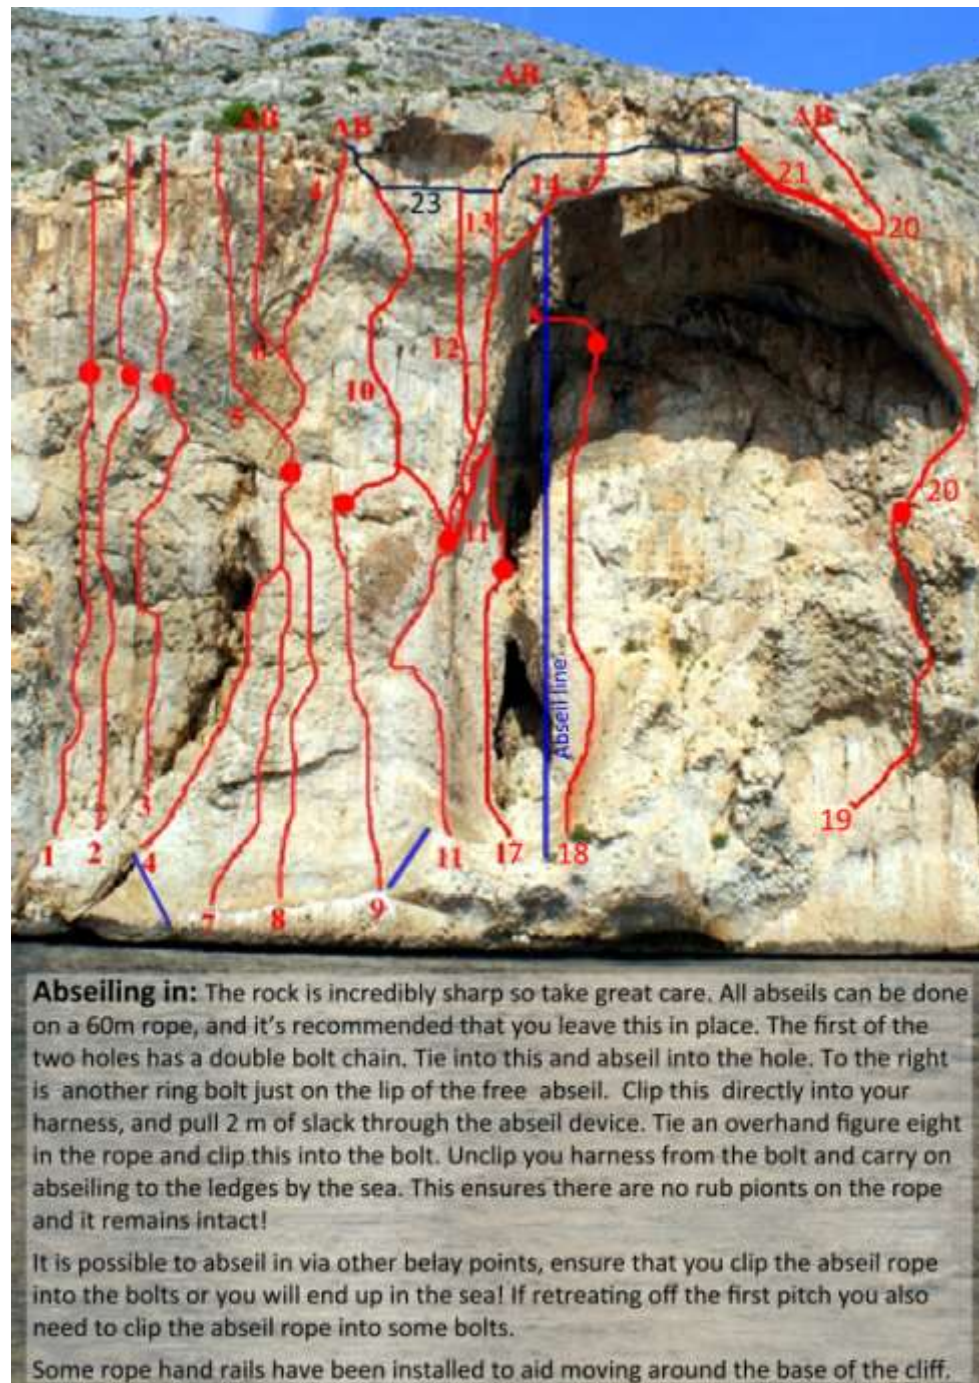 AB
AB
AB
AB
4
21
14
23
13
20
6
12
10
5
20
11
Abseil line
3
19
1
2
4
11
17
18
7
8
9
Abseiling in: The rock is incredibly sharp so take great care. All abseils can be done
on a 60m rope, and it's recommended that you leave this in place. The first of the
two holes has a double bolt chain. Tie into this and abseil into the hole. To the right
is another ring bolt just on the lip of the free abseil. Clip this directly into your
harness, and pull 2 m of slack through the abseil device. Tie an overhand figure eight
in the rope and clip this into the bolt. Unclip you harness from the bolt and carry on
abseiling to the ledges by the sea. This ensures there are no rub pionts on the rope
and it remains intact!
It is possible to abseil in via other belay points, ensure that you clip the abseil rope
into the bolts or you will end up in the sea! If retreating off the first pitch you also
need to clip the abseil rope into some bolts.
Some rope hand rails have been installed to aid moving around the base of the cliff.